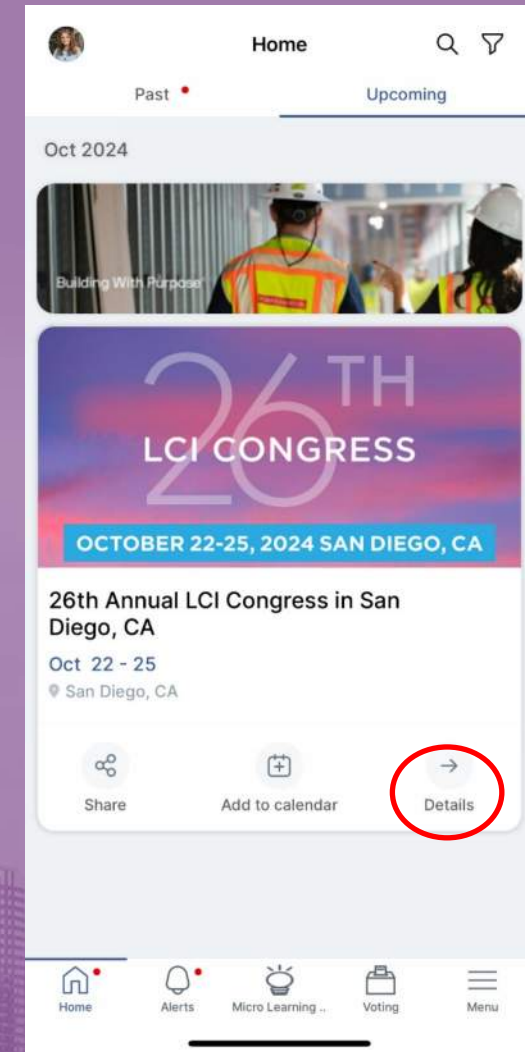 Home
Past
Upcoming
Oct 2024
Building With Purpose
26TH
LCI CONGRESS
OCTOBER 22-25, 2024 SAN DIEGO, CA
26th Annual LCI Congress in San
Diego, CA
Oct 22 - 25
San Diego, CA
Share
Add to calendar
Details
Home
Alerts
Micro Learning ..
Voting
Menu